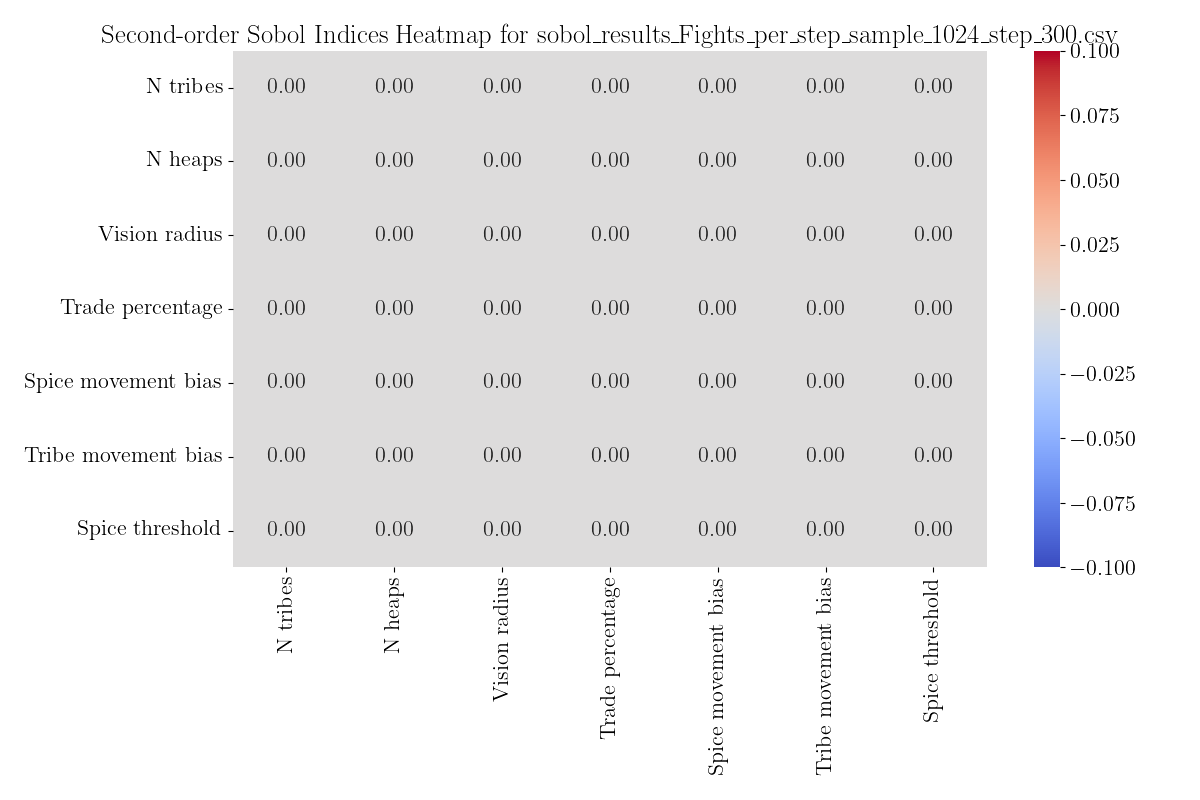 Second-order Sobol Indices Heatmap for sobol_results_Fights_per_step_sample_1024_step_300.csv
N tribes 0.00 0.00 0.00 0.00 0.00 0.00 0.00
N heaps 0.00 0.00 0.00 0.00 0.00 0.00 0.00
Vision radius 0.00 0.00 0.00 0.00 0.00 0.00 0.00
Trade percentage 0.00 0.00 0.00 0.00 0.00 0.00 0.00
Spice movement bias 0.00 0.00 0.00 0.00 0.00 0.00 0.00
Tribe movement bias 0.00 0.00 0.00 0.00 0.00 0.00 0.00
Spice threshold 0.00 0.00 0.00 0.00 0.00 0.00 0.00
N tribes
N heaps
Vision radius
Trade percentage
Spice movement bias
Tribe movement bias
Spice threshold
0.100
0.075
0.050
0.025
0.000
−0.025
−0.050
−0.075
−0.100